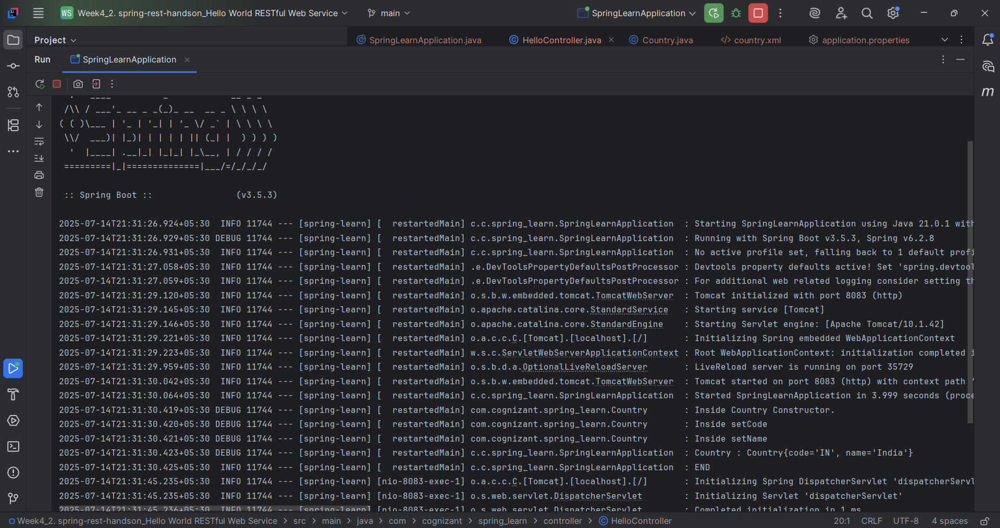 WS Week4_2. spring-rest-handson_Hello World RESTful Web Service main SpringLearnApplication
Project SpringLearnApplication.java HelloController.java Country.java country.xml application.properties
Run SpringLearnApplication
  .   ____          _            __ _ _
 /\\ / ___'_ __ _ _(_)_ __  __ _ \ \ \ \
( ( )\___ | '_ | '_| | '_ \/ _` | \ \ \ \
 \\/  ___)| |_)| | | | | || (_| |  ) ) ) )
  '  |____| .__|_| |_|_| |_\__, | / / / /
 =========|_|==============|___/=/_/_/_/
:: Spring Boot ::                (v3.5.3)
2025-07-14T21:31:26.924+05:30  INFO 11744 --- [spring-learn] [  restartedMain] c.c.spring_learn.SpringLearnApplication  : Starting SpringLearnApplication using Java 21.0.1 with
2025-07-14T21:31:26.929+05:30 DEBUG 11744 --- [spring-learn] [  restartedMain] c.c.spring_learn.SpringLearnApplication  : Running with Spring Boot v3.5.3, Spring v6.2.8
2025-07-14T21:31:26.931+05:30  INFO 11744 --- [spring-learn] [  restartedMain] c.c.spring_learn.SpringLearnApplication  : No active profile set, falling back to 1 default profi
2025-07-14T21:31:27.058+05:30  INFO 11744 --- [spring-learn] [  restartedMain] .e.DevToolsPropertyDefaultsPostProcessor : Devtools property defaults active! Set 'spring.devtool
2025-07-14T21:31:27.059+05:30  INFO 11744 --- [spring-learn] [  restartedMain] .e.DevToolsPropertyDefaultsPostProcessor : For additional web related logging consider setting th
2025-07-14T21:31:29.120+05:30  INFO 11744 --- [spring-learn] [  restartedMain] o.s.b.w.embedded.tomcat.TomcatWebServer  : Tomcat initialized with port 8083 (http)
2025-07-14T21:31:29.145+05:30  INFO 11744 --- [spring-learn] [  restartedMain] o.apache.catalina.core.StandardService   : Starting service [Tomcat]
2025-07-14T21:31:29.146+05:30  INFO 11744 --- [spring-learn] [  restartedMain] o.apache.catalina.core.StandardEngine    : Starting Servlet engine: [Apache Tomcat/10.1.42]
2025-07-14T21:31:29.221+05:30  INFO 11744 --- [spring-learn] [  restartedMain] o.a.c.c.C.[Tomcat].[localhost].[/]       : Initializing Spring embedded WebApplicationContext
2025-07-14T21:31:29.223+05:30  INFO 11744 --- [spring-learn] [  restartedMain] w.s.c.ServletWebServerApplicationContext : Root WebApplicationContext: initialization completed i
2025-07-14T21:31:29.959+05:30  INFO 11744 --- [spring-learn] [  restartedMain] o.s.b.d.a.OptionalLiveReloadServer       : LiveReload server is running on port 35729
2025-07-14T21:31:30.042+05:30  INFO 11744 --- [spring-learn] [  restartedMain] o.s.b.w.embedded.tomcat.TomcatWebServer  : Tomcat started on port 8083 (http) with context path '
2025-07-14T21:31:30.064+05:30  INFO 11744 --- [spring-learn] [  restartedMain] c.c.spring_learn.SpringLearnApplication  : Started SpringLearnApplication in 3.999 seconds (proce
2025-07-14T21:31:30.419+05:30 DEBUG 11744 --- [spring-learn] [  restartedMain] com.cognizant.spring_learn.Country       : Inside Country Constructor.
2025-07-14T21:31:30.420+05:30 DEBUG 11744 --- [spring-learn] [  restartedMain] com.cognizant.spring_learn.Country       : Inside setCode
2025-07-14T21:31:30.421+05:30 DEBUG 11744 --- [spring-learn] [  restartedMain] com.cognizant.spring_learn.Country       : Inside setName
2025-07-14T21:31:30.423+05:30 DEBUG 11744 --- [spring-learn] [  restartedMain] c.c.spring_learn.SpringLearnApplication  : Country : Country{code='IN', name='India'}
2025-07-14T21:31:30.425+05:30  INFO 11744 --- [spring-learn] [  restartedMain] c.c.spring_learn.SpringLearnApplication  : END
2025-07-14T21:31:45.235+05:30  INFO 11744 --- [spring-learn] [nio-8083-exec-1] o.a.c.c.C.[Tomcat].[localhost].[/]       : Initializing Spring DispatcherServlet 'dispatcherServl
2025-07-14T21:31:45.235+05:30  INFO 11744 --- [spring-learn] [nio-8083-exec-1] o.s.web.servlet.DispatcherServlet        : Initializing Servlet 'dispatcherServlet'
2025-07-14T21:31:45.236+05:30  INFO 11744 --- [spring-learn] [nio-8083-exec-1] o.s.web.servlet.DispatcherServlet        : Completed initialization in 1 ms
Week4_2. spring-rest-handson_Hello World RESTful Web Service > src > main > java > com > cognizant > spring_learn > controller > HelloController 20:1 CRLF UTF-8 4 spaces